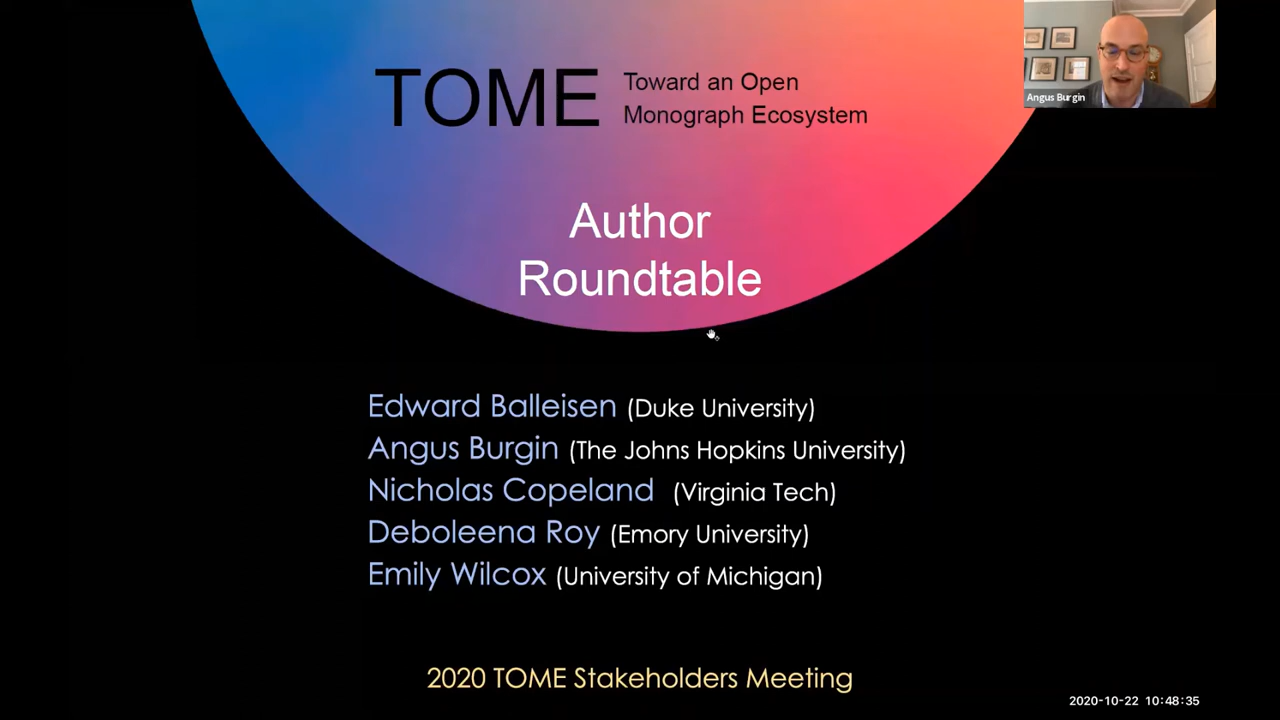 TOME
Toward an Open
Monograph Ecosystem
Angus Burgin
Author
Roundtable
Edward Balleisen (Duke University)
Angus Burgin (The Johns Hopkins University)
Nicholas Copeland (Virginia Tech)
Deboleena Roy (Emory University)
Emily Wilcox (University of Michigan)
2020 TOME Stakeholders Meeting
2020-10-22 10:48:35